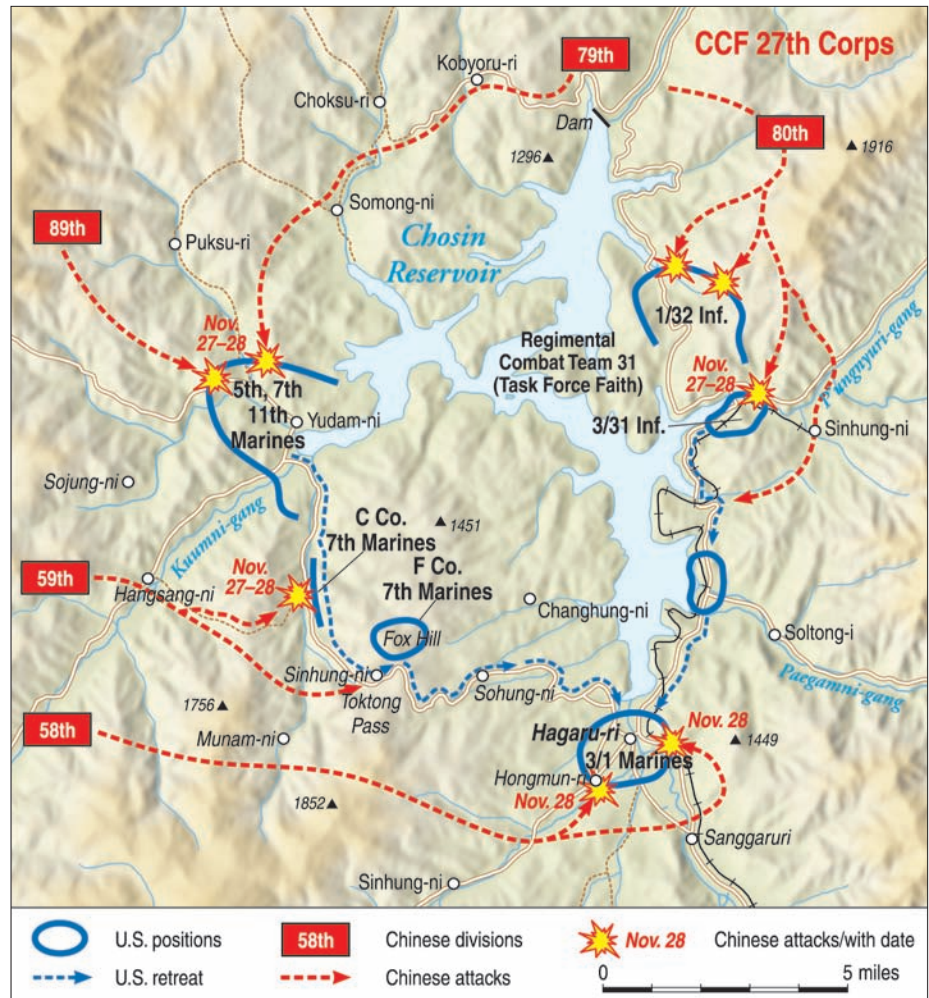 CCF 27th Corps
79th
Kobyoru-ri
Choksu-ri
Dam
80th
1296
1916
Somong-ni
89th
Puksu-ri
Chosin
Reservoir
1/32 Inf.
Nov.
27–28
Regimental
Combat Team 31
(Task Force Faith)
Nov.
27–28
Pungnyuri-gang
5th, 7th
11th
Marines
Yudam-ni
3/31 Inf.
Sinhung-ni
Sojung-ni
Kuumni-gang
C Co.
7th Marines
1451
Nov.
27–28
F Co.
7th Marines
59th
Hangsang-ni
Changhung-ni
Fox Hill
Soltong-i
Sinhung-ni
Toktong
Pass
Sohung-ni
Paegamni-gang
1756
58th
Munam-ni
Hagaru-ri
3/1 Marines
Nov. 28
1449
Hongmun-ri
Nov. 28
1852
Sanggaruri
Sinhung-ni
U.S. positions
58th
Chinese divisions
Nov. 28
Chinese attacks/with date
U.S. retreat
Chinese attacks
0
5 miles